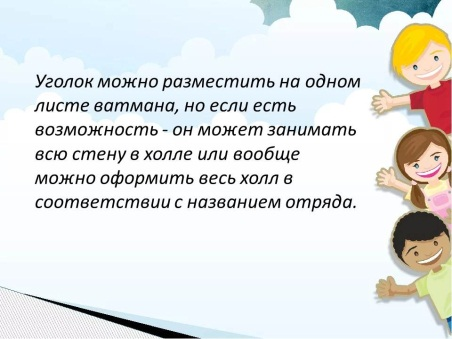 Уголок можно разместить на одном
листе ватмана, но если есть
возможность - он может занимать
всю стену в холле или вообще
можно оформить весь холл в
соответствии с названием отряда.